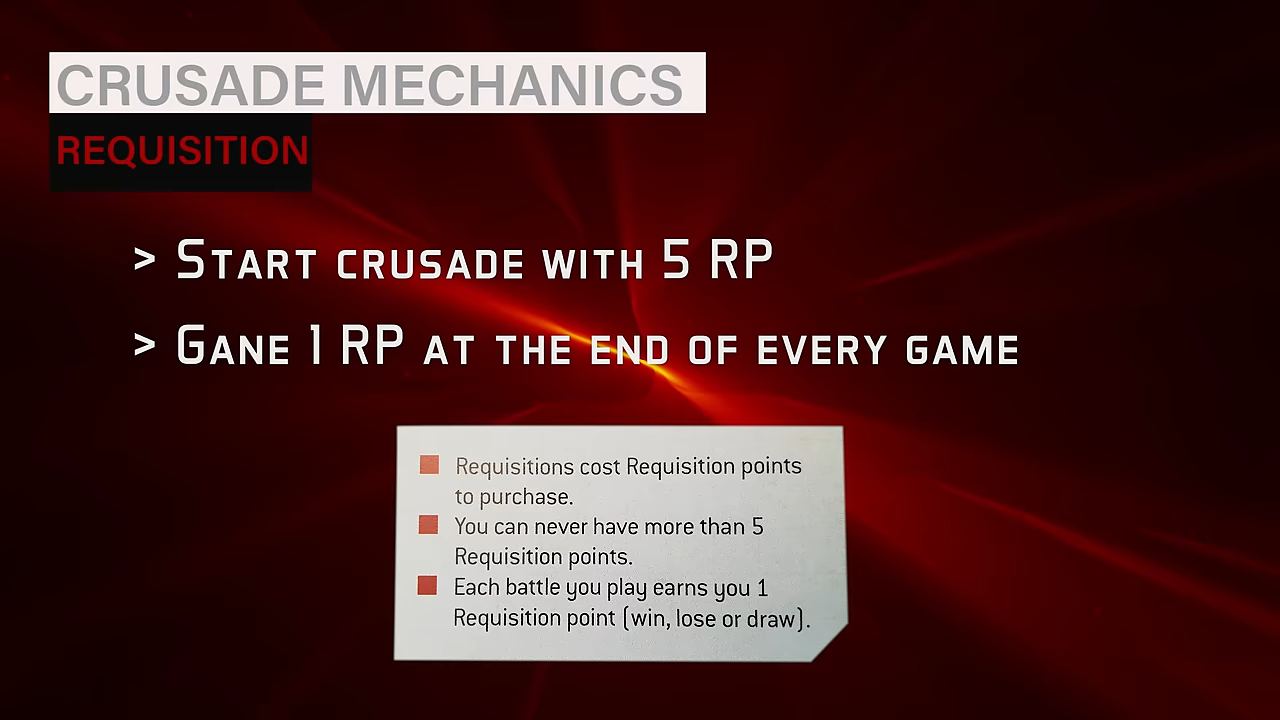 CRUSADE MECHANICS
REQUISITION
> START CRUSADE WITH 5 RP
> GANE 1 RP AT THE END OF EVERY GAME
Requisitions cost Requisition points
to purchase.
You can never have more than 5
Requisition points.
Each battle you play earns you 1
Requisition point (win, lose or draw).